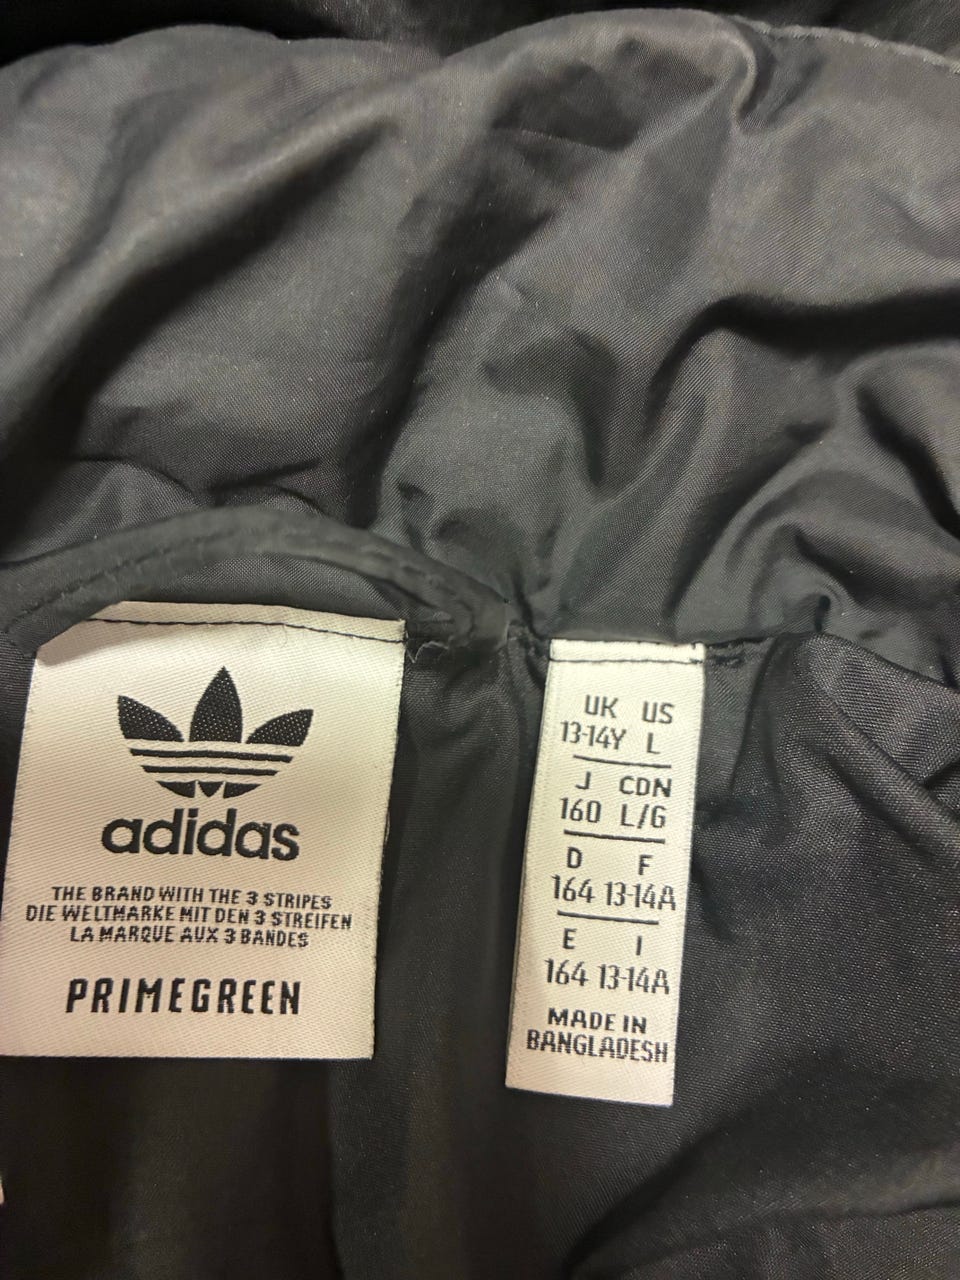 adidas
THE BRAND WITH THE 3 STRIPES
DIE WELTMARKE MIT DEN 3 STREIFEN
LA MARQUE AUX 3 BANDES
PRIMEGREEN
UK US
13-14Y L
J CDN
160 L/G
D F
164 13-14A
E I
164 13-14A
MADE IN
BANGLADESH